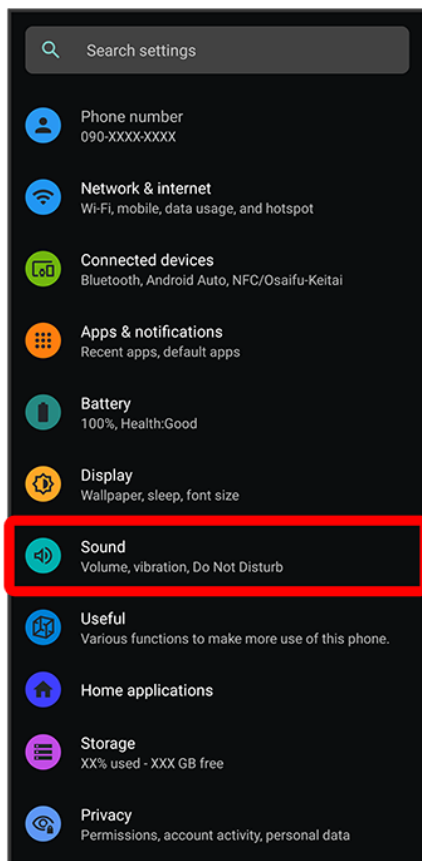 Search settings
Phone number
090-XXXX-XXXX
Network & internet
Wi-Fi, mobile, data usage, and hotspot
Connected devices
Bluetooth, Android Auto, NFC/Osaifu-Keitai
Apps & notifications
Recent apps, default apps
Battery
100%, Health:Good
Display
Wallpaper, sleep, font size
Sound
Volume, vibration, Do Not Disturb
Useful
Various functions to make more use of this phone.
Home applications
Storage
XX% used - XXX GB free
Privacy
Permissions, account activity, personal data